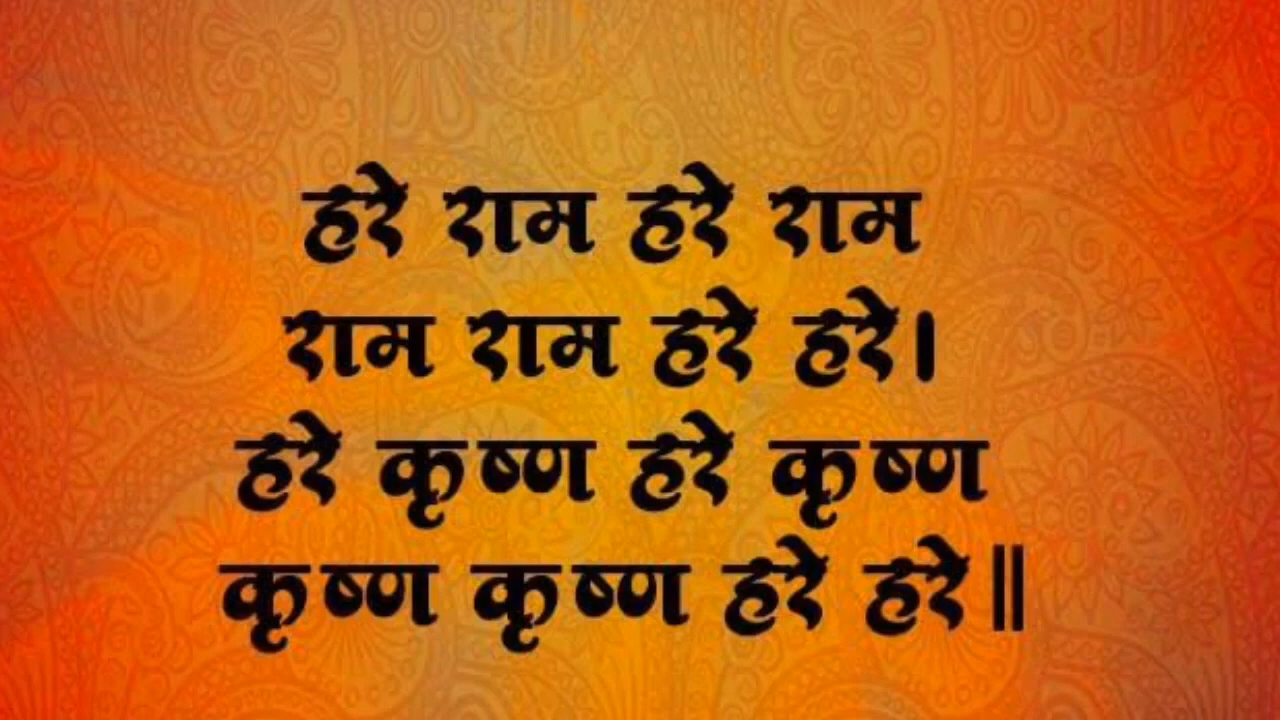 हरे राम हरे राम
राम राम हरे हरे।
हरे कृष्ण हरे कृष्ण
कृष्ण कृष्ण हरे हरे॥